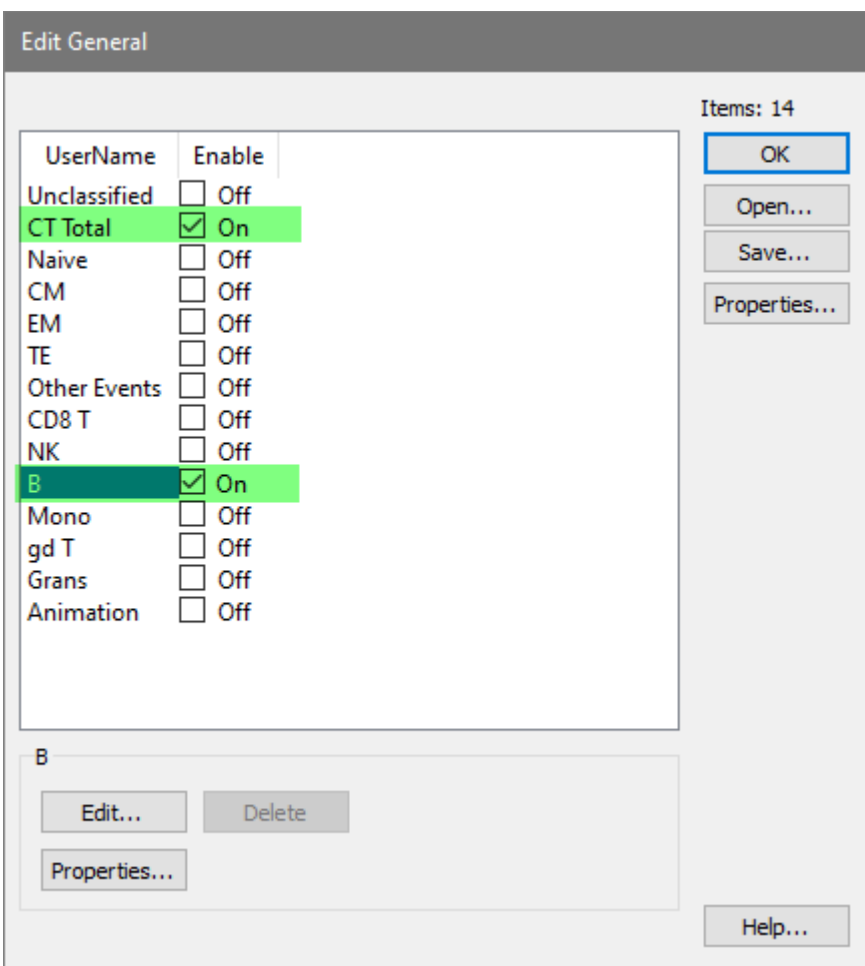 Edit General
Items: 14
UserName Enable
Unclassified Off
CT Total On
Naive Off
CM Off
EM Off
TE Off
Other Events Off
CD8 T Off
NK Off
B On
Mono Off
gd T Off
Grans Off
Animation Off
OK
Open...
Save...
Properties...
B
Edit... Delete
Properties...
Help...